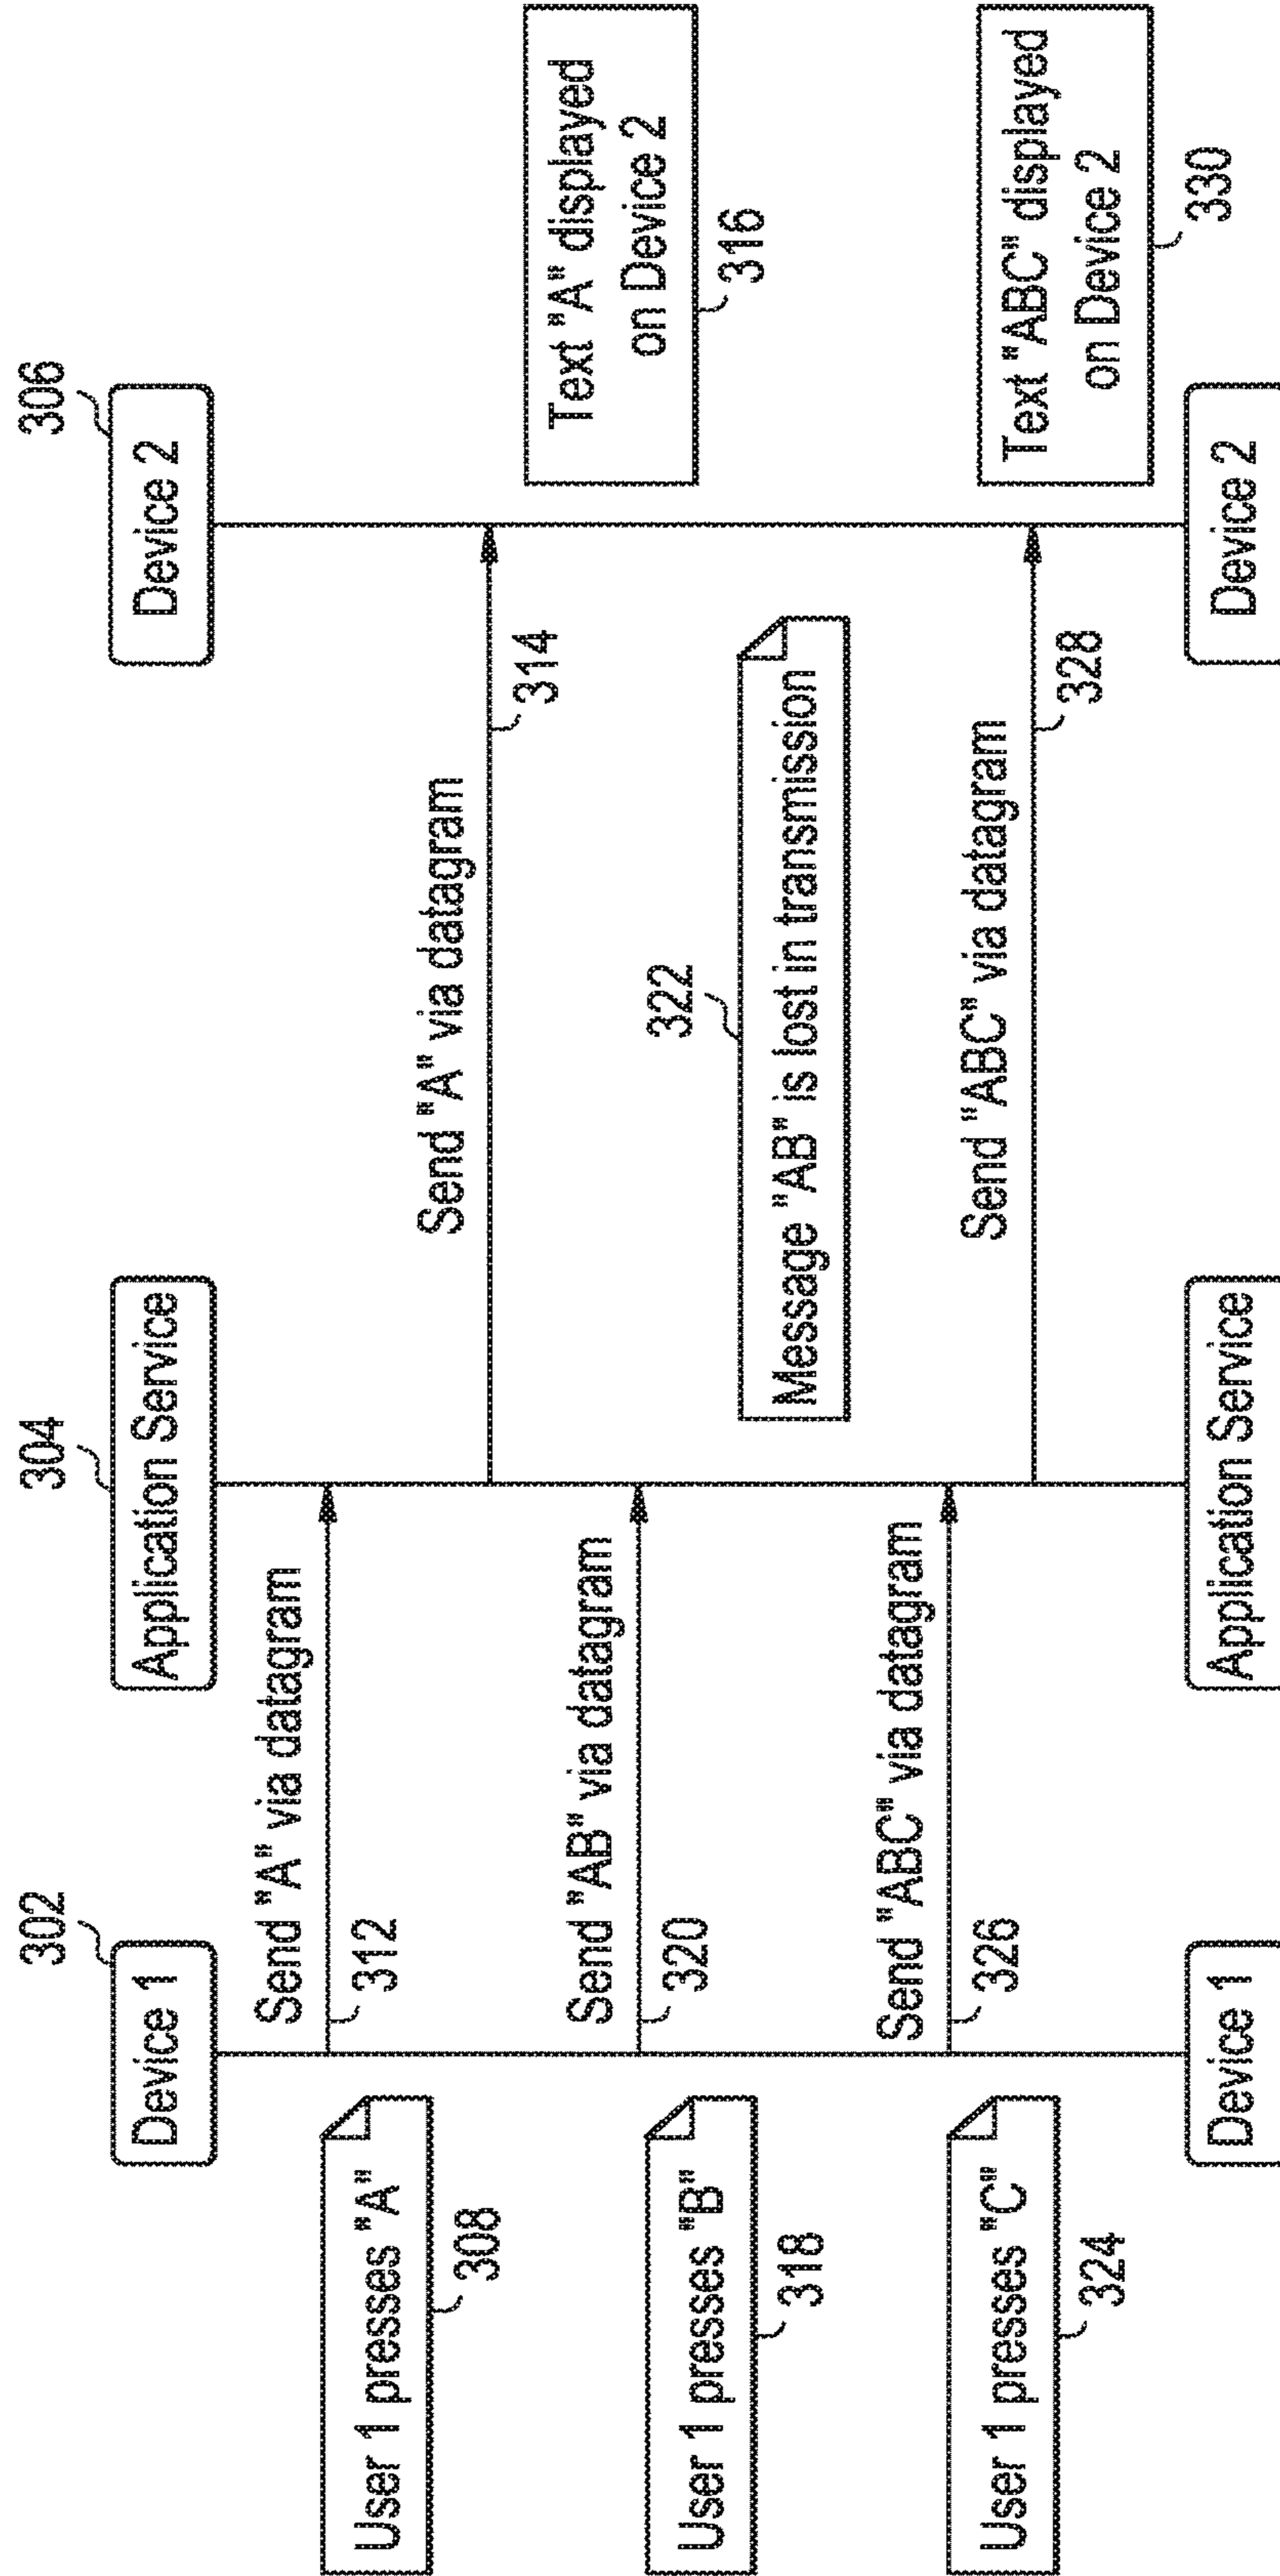 302
Device 1
304
Application Service
306
Device 2
User 1 presses "A"
308
Send "A" via datagram
312
Send "A" via datagram
314
Text "A" displayed
on Device 2
316
User 1 presses "B"
318
Send "AB" via datagram
320
322
Message "AB" is lost in transmission
User 1 presses "C"
324
Send "ABC" via datagram
326
Send "ABC" via datagram
328
Text "ABC" displayed
on Device 2
330
Device 1
Application Service
Device 2